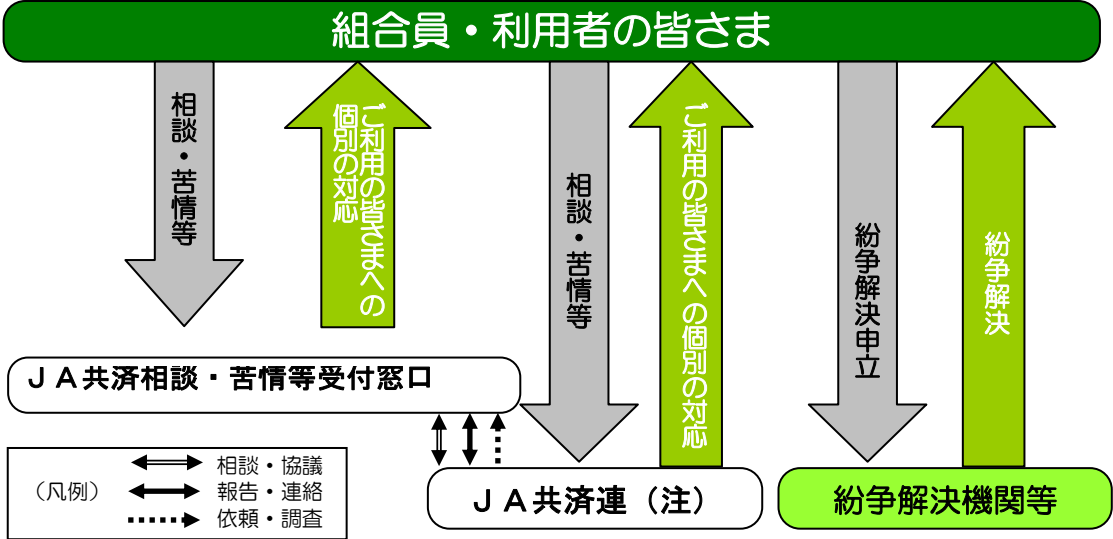 組合員・利用者の皆さま
相談・苦情等
ご利用の皆さまへの
個別の対応
相談・苦情等
ご利用の皆さまへの個別の対応
紛争解決申立
紛争解決
ＪＡ共済相談・苦情等受付窓口
（凡例）
相談・協議
報告・連絡
依頼・調査
ＪＡ共済連（注）
紛争解決機関等